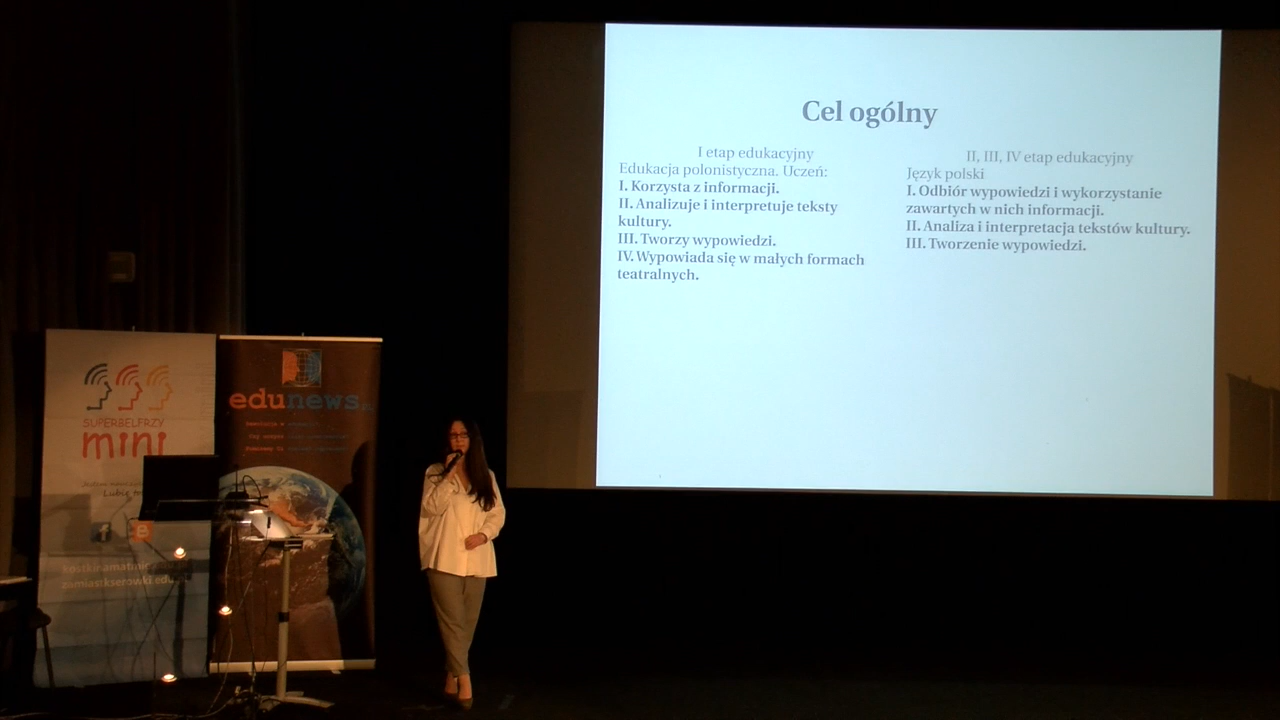 Cel ogólny
I etap edukacyjny
Edukacja polonistyczna. Uczeń:
I. Korzysta z informacji.
II. Analizuje i interpretuje teksty
kultury.
III. Tworzy wypowiedzi.
IV. Wypowiada się w małych formach
teatralnych.
II, III, IV etap edukacyjny
Język polski
I. Odbiór wypowiedzi i wykorzystanie
zawartych w nich informacji.
II. Analiza i interpretacja tekstów kultury.
III. Tworzenie wypowiedzi.
SUPERBELFRZY
mini
edunews